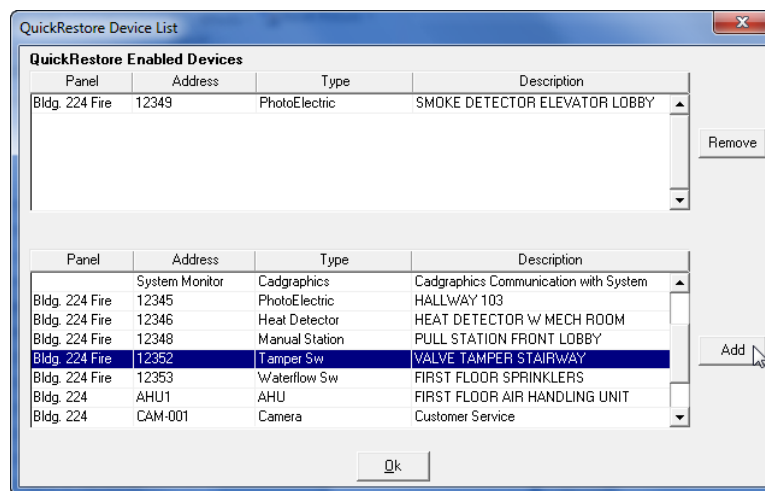 QuickRestore Device List
QuickRestore Enabled Devices
Panel Address Type Description
Bldg. 224 Fire 12349 PhotoElectric SMOKE DETECTOR ELEVATOR LOBBY
Remove
Panel Address Type Description
System Monitor Cadgraphics Cadgraphics Communication with System
Bldg. 224 Fire 12345 PhotoElectric HALLWAY 103
Bldg. 224 Fire 12346 Heat Detector HEAT DETECTOR W MECH ROOM
Bldg. 224 Fire 12348 Manual Station PULL STATION FRONT LOBBY
Bldg. 224 Fire 12352 Tamper Sw VALVE TAMPER STAIRWAY
Add
Bldg. 224 Fire 12353 Waterflow Sw FIRST FLOOR SPRINKLERS
Bldg. 224 AHU1 AHU FIRST FLOOR AIR HANDLING UNIT
Bldg. 224 CAM-001 Camera Customer Service
Ok